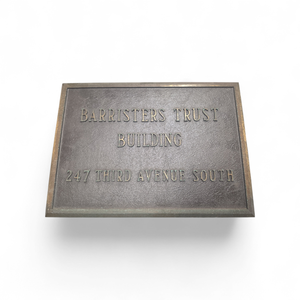 BARRISTERS TRUST
BUILDING
247 THIRD AVENUE SOUTH